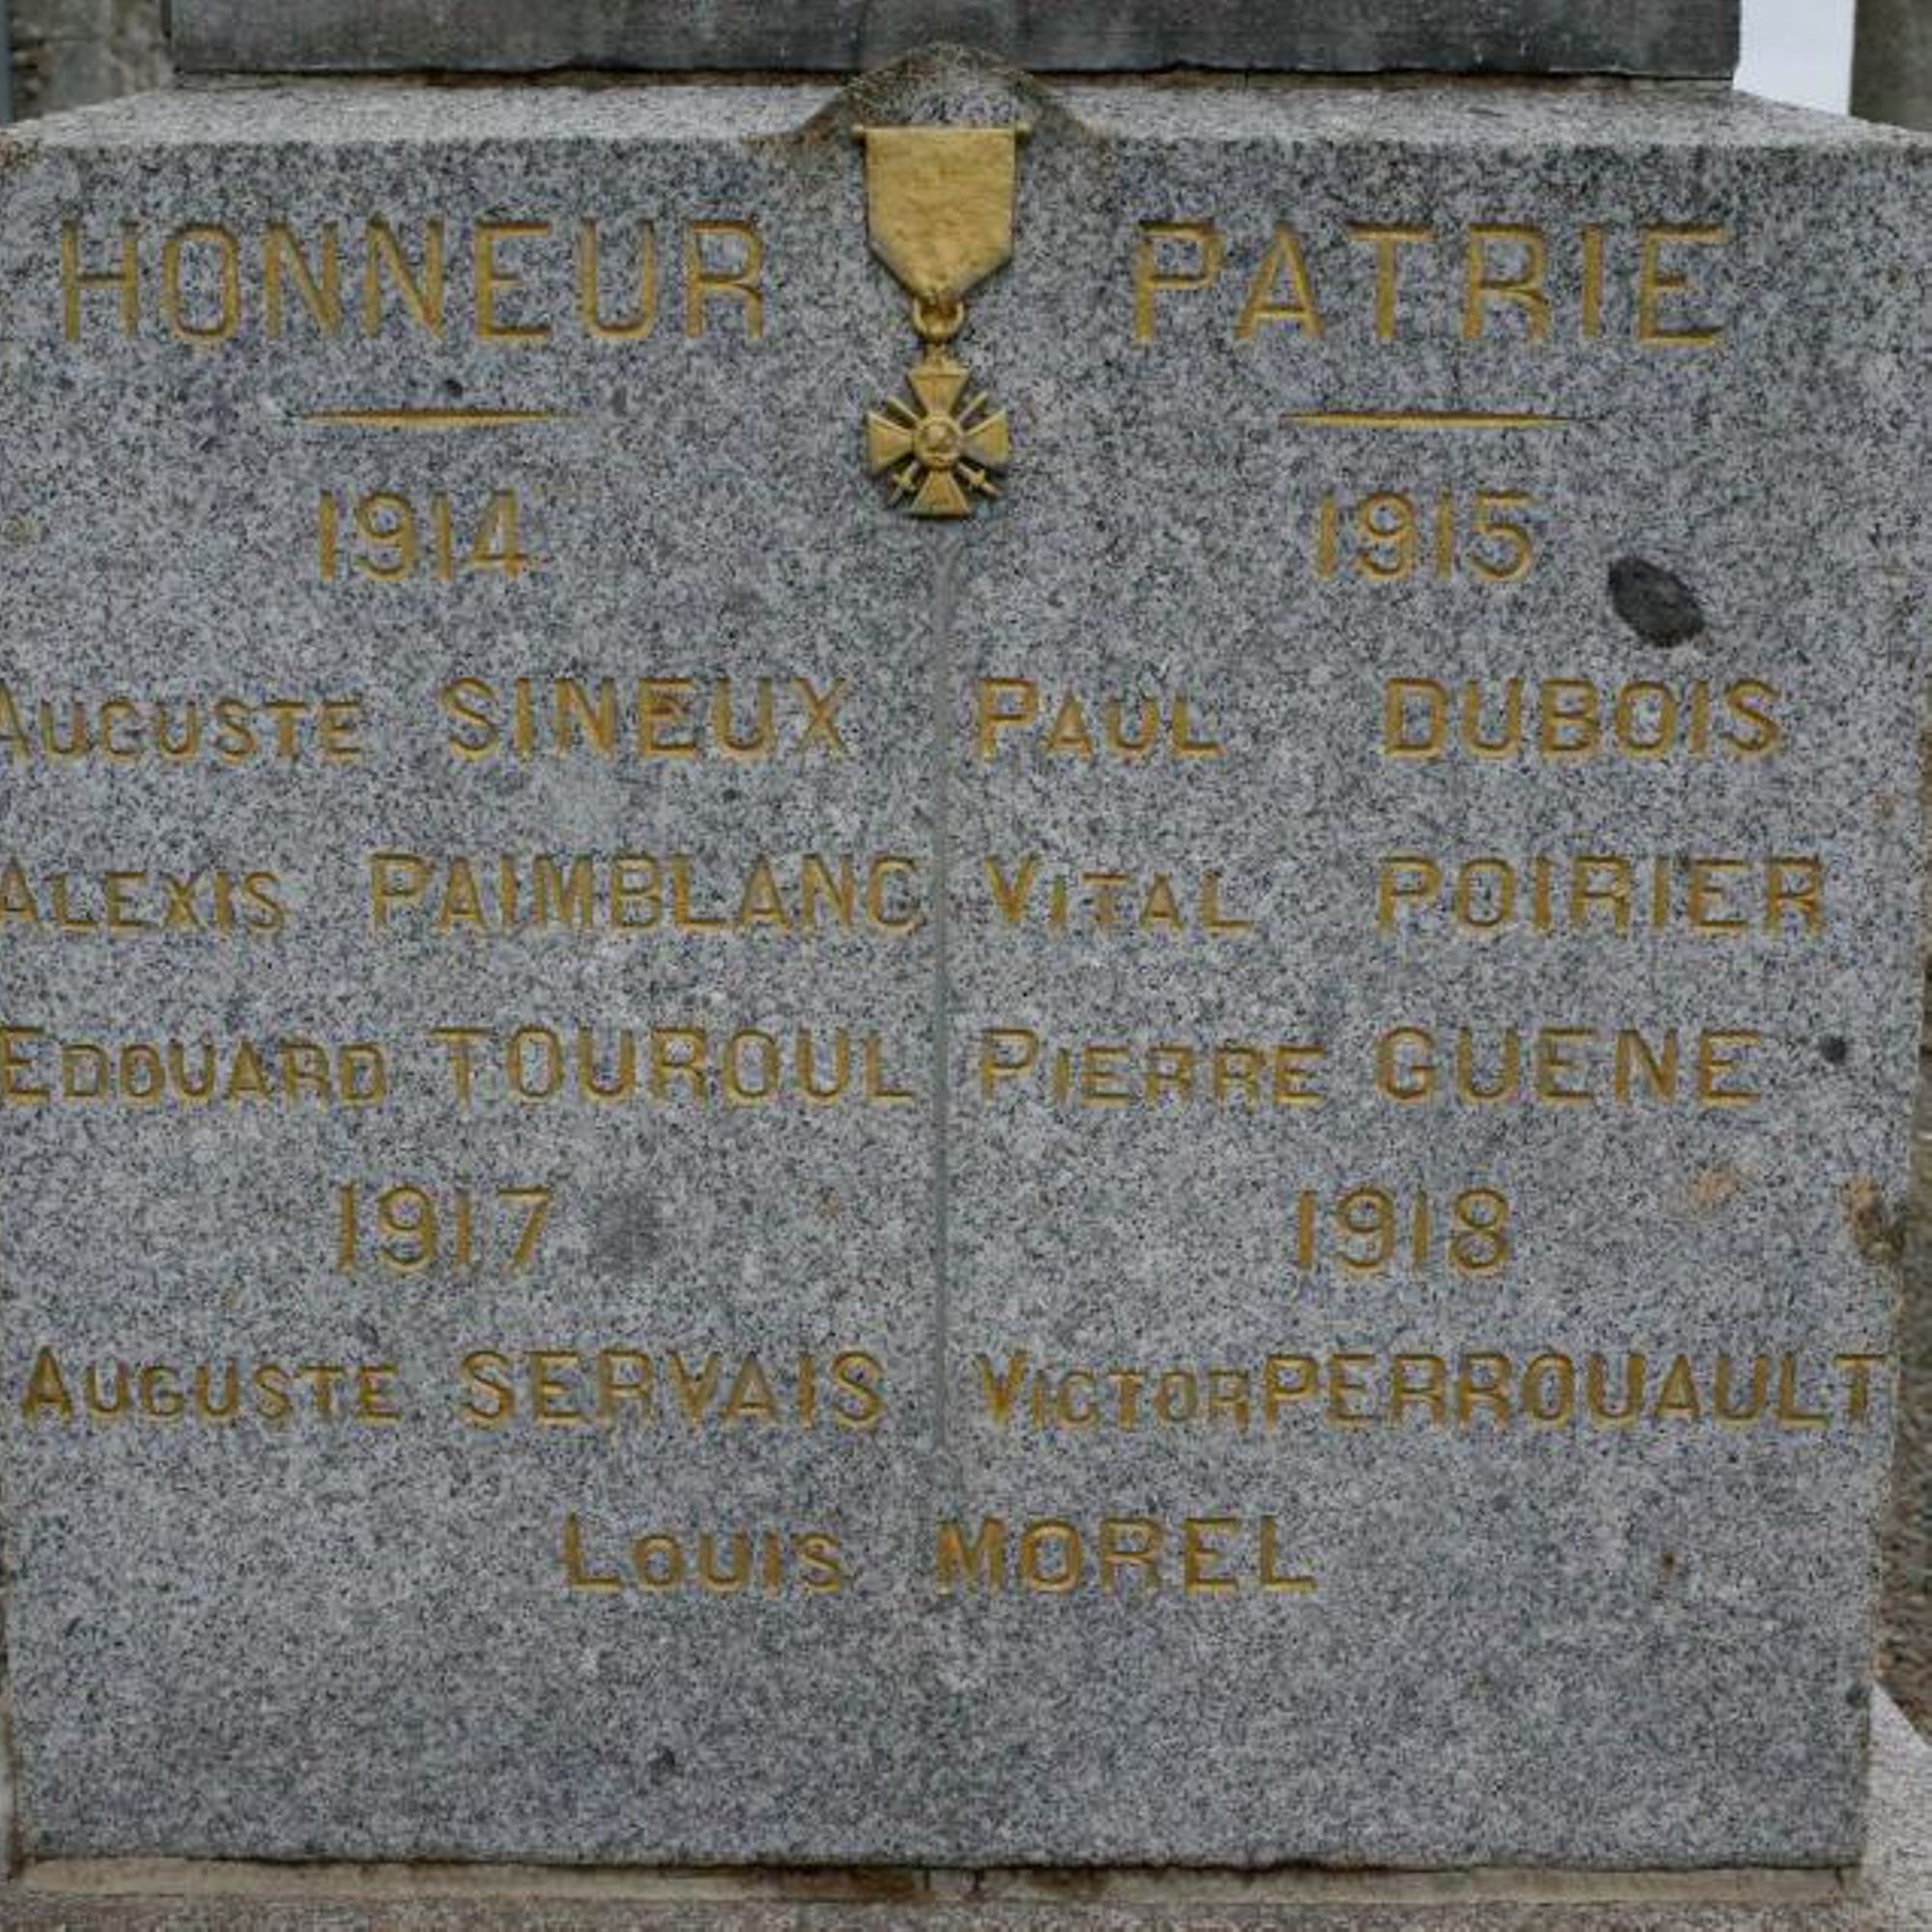 HONNEUR PATRIE
1914 1915
AUGUSTE SINEUX PAUL DUBOIS
ALEXIS PAIMBLANC VITAL POIRIER
EDOUARD TOUROUL PIERRE GUENE
1917 1918
AUGUSTE SERVAIS VICTOR PERROUAULT
LOUIS MOREL